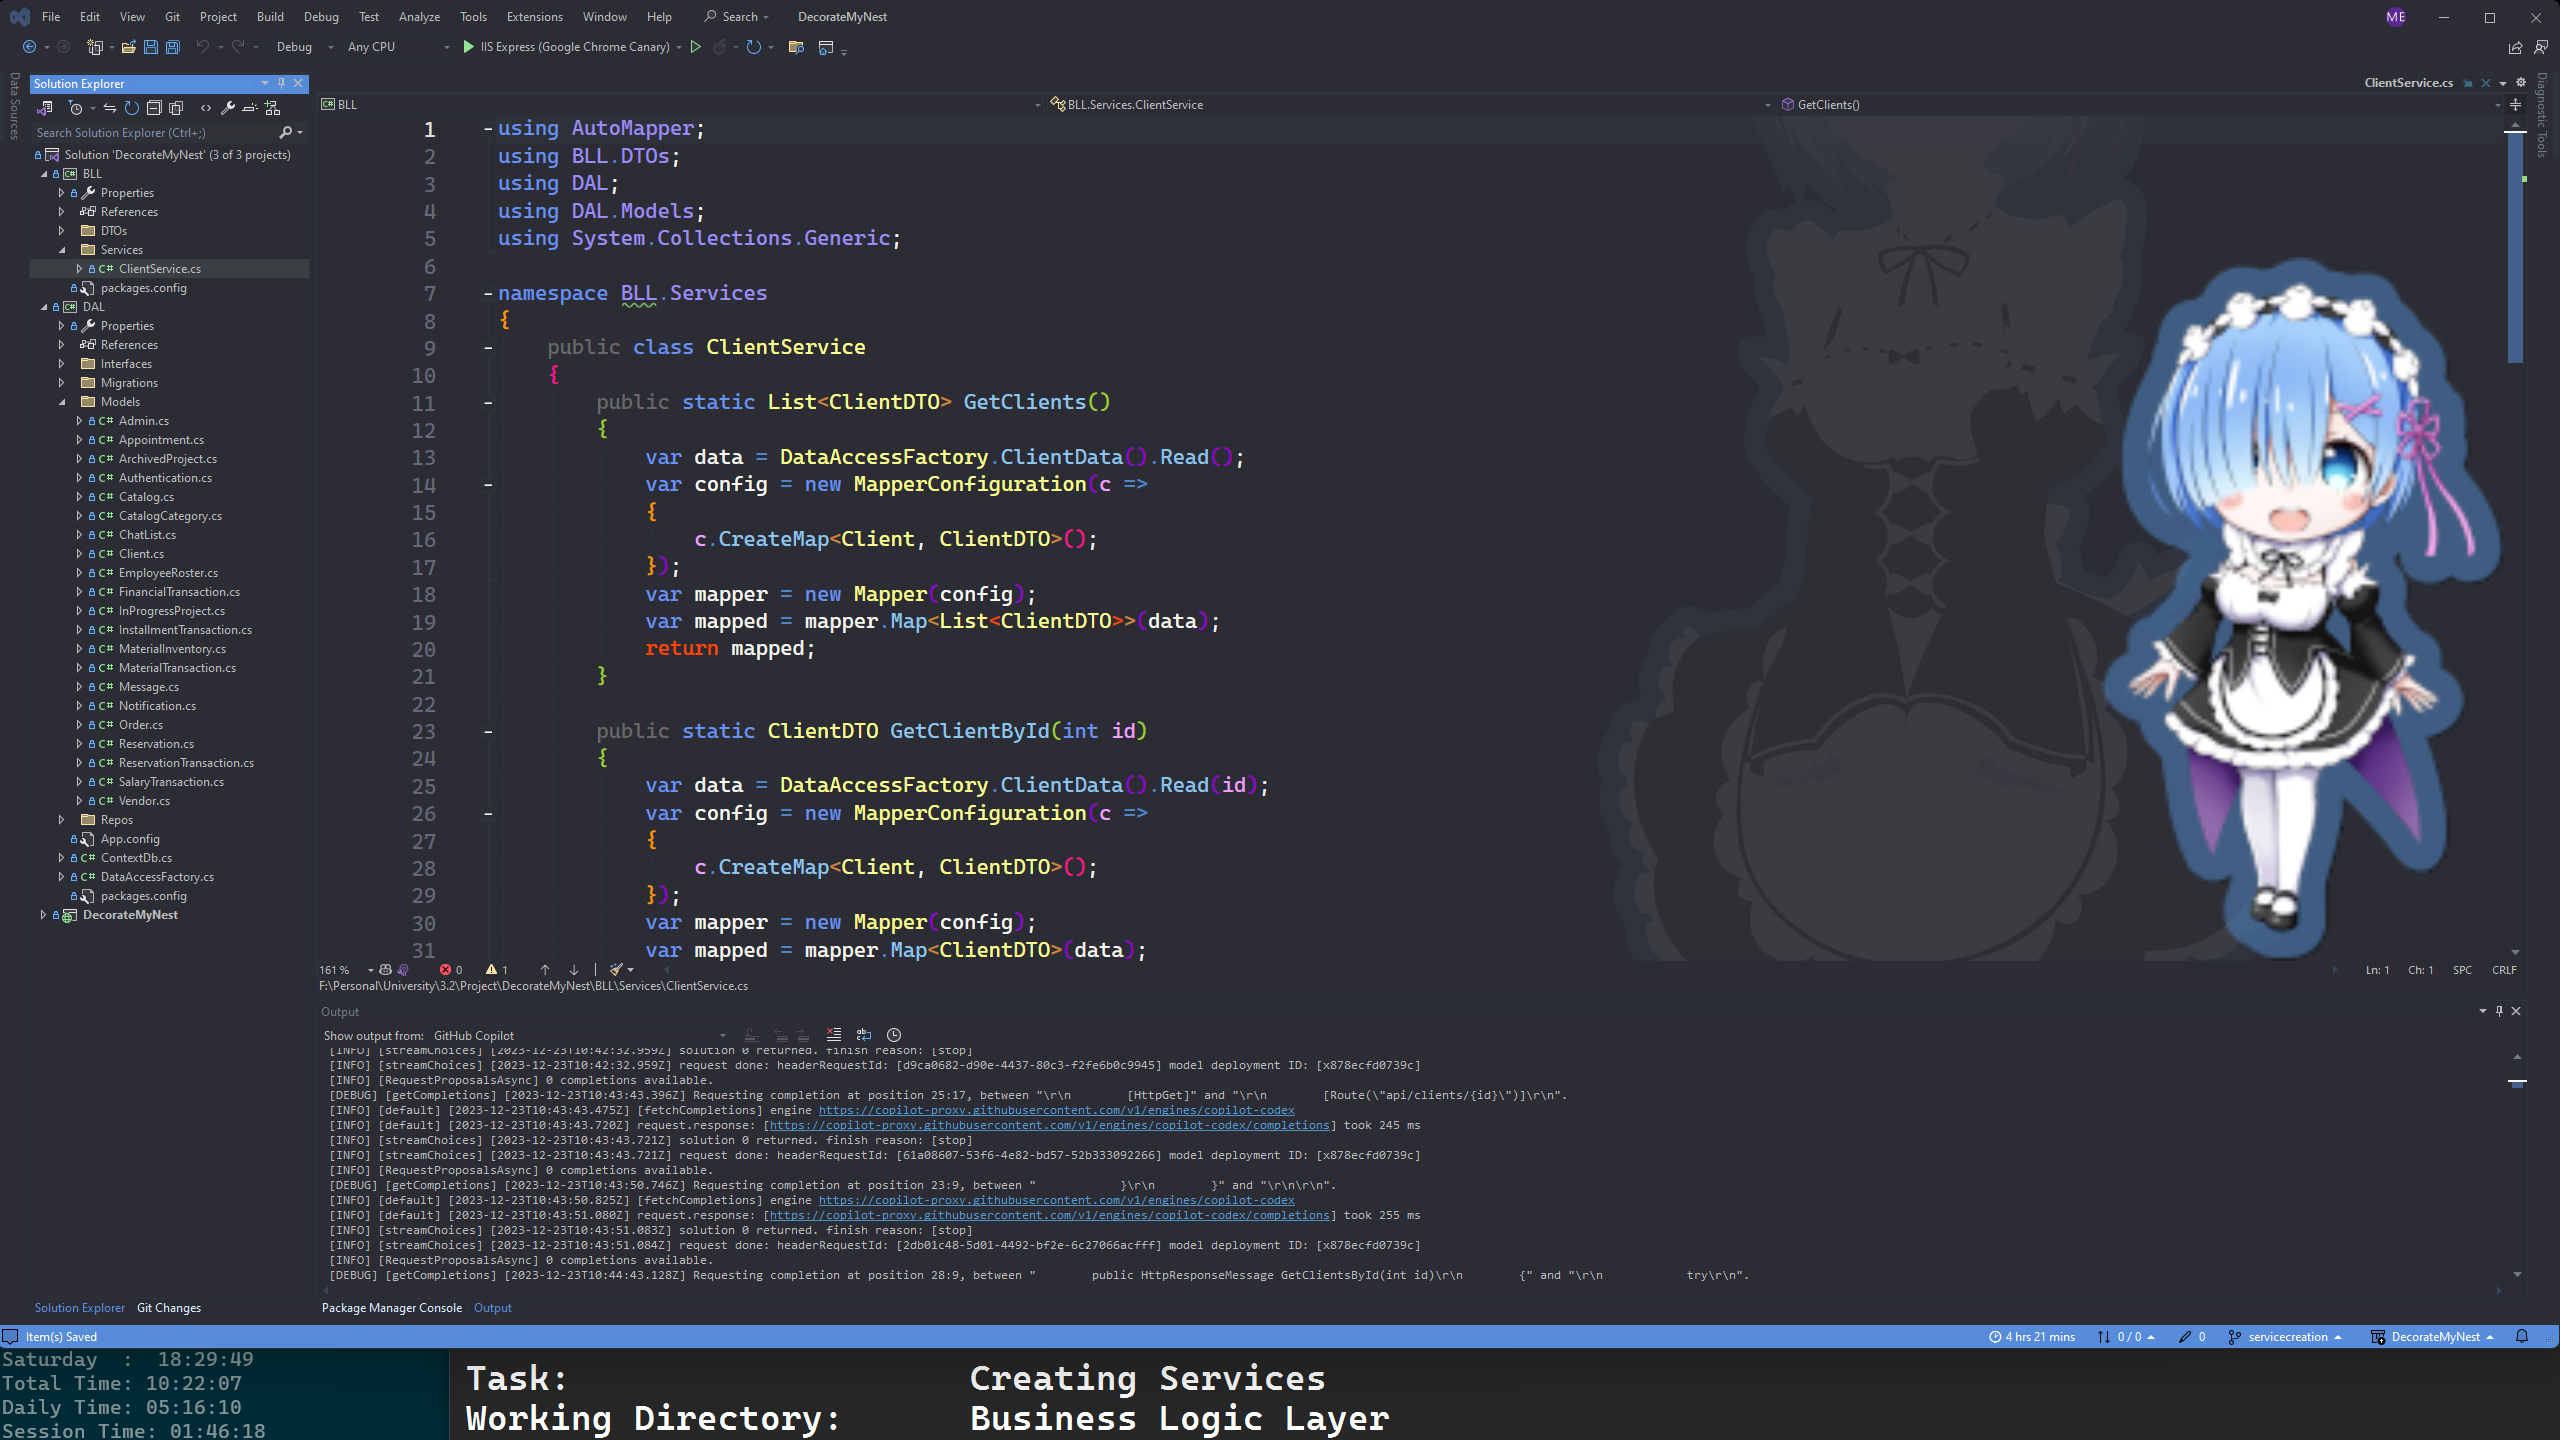 File Edit View Git Project Build Debug Test Analyze Tools Extensions Window Help Search DecorateMyNest ME
Debug Any CPU IIS Express (Google Chrome Canary)
Data Sources
Solution Explorer
Search Solution Explorer (Ctrl+;)
Solution 'DecorateMyNest' (3 of 3 projects)
BLL
Properties
References
DTOs
Services
C# ClientService.cs
packages.config
DAL
Properties
References
Interfaces
Migrations
Models
C# Admin.cs
C# Appointment.cs
C# ArchivedProject.cs
C# Authentication.cs
C# Catalog.cs
C# CatalogCategory.cs
C# ChatList.cs
C# Client.cs
C# EmployeeRoster.cs
C# FinancialTransaction.cs
C# InProgressProject.cs
C# InstallmentTransaction.cs
C# MaterialInventory.cs
C# MaterialTransaction.cs
C# Message.cs
C# Notification.cs
C# Order.cs
C# Reservation.cs
C# ReservationTransaction.cs
C# SalaryTransaction.cs
C# Vendor.cs
Repos
App.config
C# ContextDb.cs
C# DataAccessFactory.cs
packages.config
DecorateMyNest
Solution Explorer Git Changes
ClientService.cs
Diagnostic Tools
BLL BLL.Services.ClientService GetClients()
1 using AutoMapper;
2 using BLL.DTOs;
3 using DAL;
4 using DAL.Models;
5 using System.Collections.Generic;
6
7 namespace BLL.Services
8 {
9 public class ClientService
10 {
11 public static List<ClientDTO> GetClients()
12 {
13 var data = DataAccessFactory.ClientData().Read();
14 var config = new MapperConfiguration(c =>
15 {
16 c.CreateMap<Client, ClientDTO>();
17 });
18 var mapper = new Mapper(config);
19 var mapped = mapper.Map<List<ClientDTO>>(data);
20 return mapped;
21 }
22
23 public static ClientDTO GetClientById(int id)
24 {
25 var data = DataAccessFactory.ClientData().Read(id);
26 var config = new MapperConfiguration(c =>
27 {
28 c.CreateMap<Client, ClientDTO>();
29 });
30 var mapper = new Mapper(config);
31 var mapped = mapper.Map<ClientDTO>(data);
161 % 0 1 Ln: 1 Ch: 1 SPC CRLF
F:\Personal\University\3.2\Project\DecorateMyNest\BLL\Services\ClientService.cs
Output
Show output from: GitHub Copilot
[INFO] [streamChoices] [2023-12-23T10:42:32.959Z] solution 0 returned. finish reason: [stop]
[INFO] [streamChoices] [2023-12-23T10:42:32.959Z] request done: headerRequestId: [d9ca0682-d90e-4437-80c3-f2fe6b0c9945] model deployment ID: [x878ecfd0739c]
[INFO] [RequestProposalsAsync] 0 completions available.
[DEBUG] [getCompletions] [2023-12-23T10:43:43.396Z] Requesting completion at position 25:17, between "\r\n [HttpGet]" and "\r\n [Route(\"api/clients/{id}\")]\r\n".
[INFO] [default] [2023-12-23T10:43:43.475Z] [fetchCompletions] engine https://copilot-proxy.githubusercontent.com/v1/engines/copilot-codex
[INFO] [default] [2023-12-23T10:43:43.720Z] request.response: [https://copilot-proxy.githubusercontent.com/v1/engines/copilot-codex/completions] took 245 ms
[INFO] [streamChoices] [2023-12-23T10:43:43.721Z] solution 0 returned. finish reason: [stop]
[INFO] [streamChoices] [2023-12-23T10:43:43.721Z] request done: headerRequestId: [61a08607-53f6-4e82-bd57-52b333092266] model deployment ID: [x878ecfd0739c]
[INFO] [RequestProposalsAsync] 0 completions available.
[DEBUG] [getCompletions] [2023-12-23T10:43:50.746Z] Requesting completion at position 23:9, between " }\r\n }" and "\r\n\r\n".
[INFO] [default] [2023-12-23T10:43:50.825Z] [fetchCompletions] engine https://copilot-proxy.githubusercontent.com/v1/engines/copilot-codex
[INFO] [default] [2023-12-23T10:43:51.080Z] request.response: [https://copilot-proxy.githubusercontent.com/v1/engines/copilot-codex/completions] took 255 ms
[INFO] [streamChoices] [2023-12-23T10:43:51.083Z] solution 0 returned. finish reason: [stop]
[INFO] [streamChoices] [2023-12-23T10:43:51.084Z] request done: headerRequestId: [2db01c48-5d01-4492-bf2e-6c27066acfff] model deployment ID: [x878ecfd0739c]
[INFO] [RequestProposalsAsync] 0 completions available.
[DEBUG] [getCompletions] [2023-12-23T10:44:43.128Z] Requesting completion at position 28:9, between " public HttpResponseMessage GetClientsById(int id)\r\n {" and "\r\n try\r\n".
Package Manager Console Output
Item(s) Saved 4 hrs 21 mins 0 / 0 0 servicecreation DecorateMyNest
Saturday : 18:29:49
Total Time: 10:22:07
Daily Time: 05:16:10
Session Time: 01:46:18
Task: Creating Services
Working Directory: Business Logic Layer